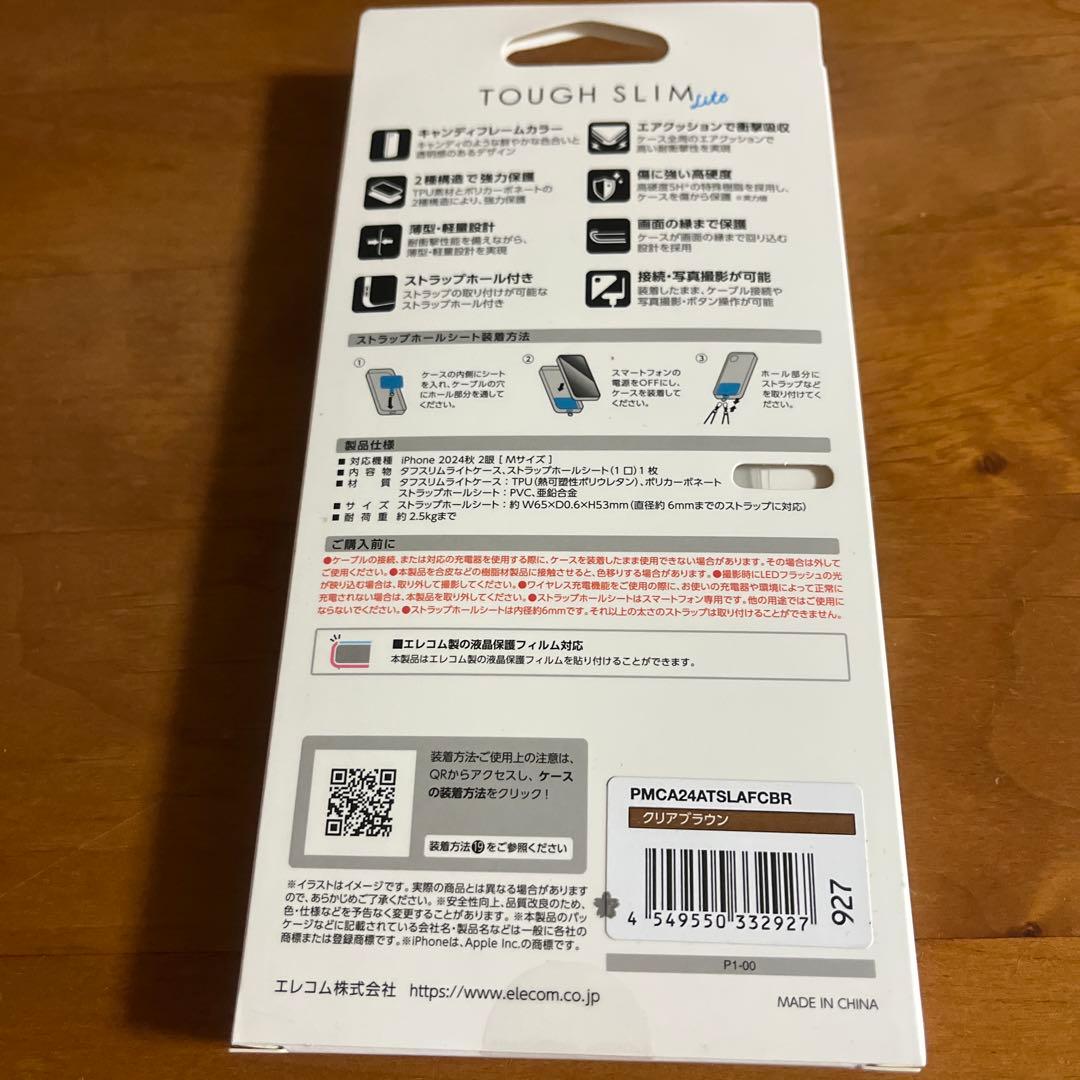 TOUGH SLIM Lite
キャンディフレームカラー
キャンディのような鮮やかな色合いと
透明感のあるデザイン
エアクッションで衝撃吸収
ケース全周のエアクッションで
高い耐衝撃性を実現
2種構造で強力保護
TPU素材とポリカーボネートの
2種構造により、強力保護
傷に強い高硬度
高硬度5H*の特殊樹脂を採用し、
ケースを傷から保護 ※実力値
薄型・軽量設計
耐衝撃性能を備えながら、
薄型・軽量設計を実現
画面の縁まで保護
ケースが画面の縁まで回り込む
設計を採用
ストラップホール付き
ストラップの取り付けが可能な
ストラップホール付き
接続・写真撮影が可能
装着したまま、ケーブル接続や
写真撮影・ボタン操作が可能
ストラップホールシート装着方法
①
ケースの内側にシート
を入れ、ケーブルの穴
にホール部分を通して
ください。
②
スマートフォンの
電源をOFFにし、
ケースを装着して
ください。
③
ホール部分に
ストラップなど
を取り付けてく
ださい。
製品仕様
■対応機種 iPhone 2024秋 2眼 [ Mサイズ ]
■内容物 タフスリムライトケース、ストラップホールシート(1口)1枚
■材質 タフスリムライトケース：TPU(熱可塑性ポリウレタン)、ポリカーボネート
ストラップホールシート：PVC、亜鉛合金
■サイズ ストラップホールシート：約W65×D0.6×H53mm(直径約6mmまでのストラップに対応)
■耐荷重 約2.5kgまで
ご購入前に
●ケーブルの接続、または対応の充電器を使用する際に、ケースを装着したまま使用できない場合があります。その場合は外して
ご使用ください。●本製品を合皮などの樹脂材製品に接触させると、色移りする場合があります。●撮影時にLEDフラッシュの光
が映り込む場合は、取り外して撮影してください。●ワイヤレス充電機能をご使用の際に、お使いの充電器や環境によって正常に
充電されない場合は、本製品を取り外してください。●ストラップホールシートはスマートフォン専用です。他の用途ではご使用に
ならないでください。●ストラップホールシートは内径約6mmです。それ以上の太さのストラップは取り付けることができません。
■エレコム製の液晶保護フィルム対応
本製品はエレコム製の液晶保護フィルムを貼り付けることができます。
装着方法・ご使用上の注意は、
QRからアクセスし、ケース
の装着方法をクリック！
装着方法⑲をご参照ください
※イラストはイメージです。実際の商品とは異なる場合があります
ので、あらかじめご了承ください。※安全性向上、品質改良のため、
色・仕様などを予告なく変更することがあります。※本製品のパッ
ケージなどに記載されている会社名・製品名などは一般に各社の
商標または登録商標です。※iPhoneは、Apple Inc.の商標です。
PMCA24ATSLAFCBR
クリアブラウン
4 549550 332927
927
P1-00
エレコム株式会社 https://www.elecom.co.jp
MADE IN CHINA